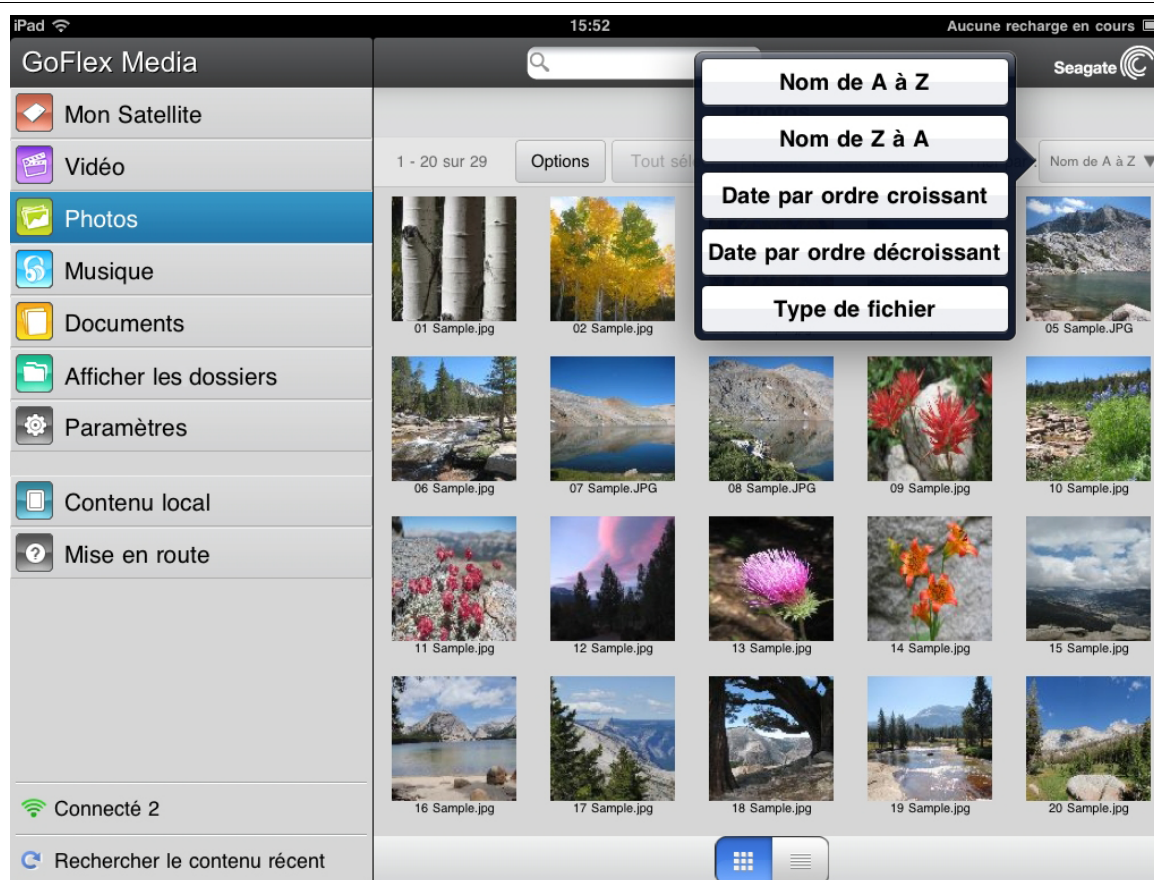 iPad 15:52 Aucune recharge en cours
GoFlex Media
Seagate
Mon Satellite
Vidéo
Photos
Musique
Documents
Afficher les dossiers
Paramètres
Contenu local
Mise en route
Connecté 2
Rechercher le contenu récent
1 - 20 sur 29 Options Tout sél Nom de A à Z
Nom de A à Z
Nom de Z à A
Date par ordre croissant
Date par ordre décroissant
Type de fichier
01 Sample.jpg 02 Sample.jpg 05 Sample.JPG
06 Sample.jpg 07 Sample.JPG 08 Sample.JPG 09 Sample.jpg 10 Sample.jpg
11 Sample.jpg 12 Sample.jpg 13 Sample.jpg 14 Sample.jpg 15 Sample.jpg
16 Sample.jpg 17 Sample.jpg 18 Sample.jpg 19 Sample.jpg 20 Sample.jpg